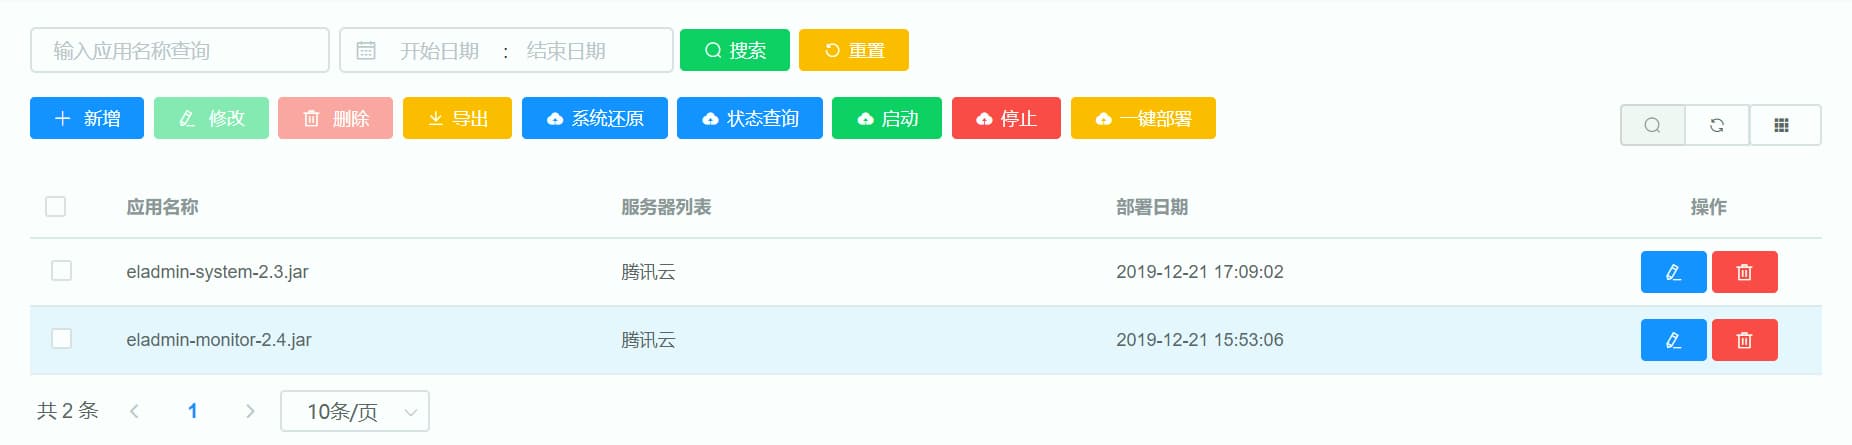 输入应用名称查询 开始日期 : 结束日期 搜索 重置
新增 修改 删除 导出 系统还原 状态查询 启动 停止 一键部署
应用名称 服务器列表 部署日期 操作
eladmin-system-2.3.jar 腾讯云 2019-12-21 17:09:02
eladmin-monitor-2.4.jar 腾讯云 2019-12-21 15:53:06
共 2 条 1 10条/页